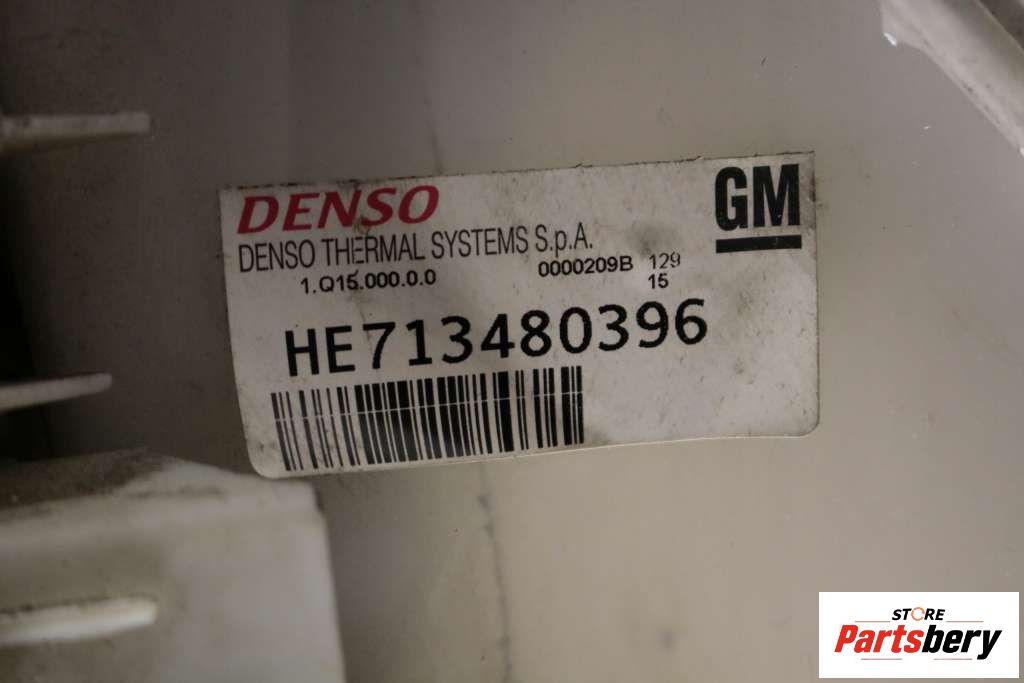 DENSO
GM
DENSO THERMAL SYSTEMS S.p.A.
1.Q15.000.0.0 0000209B 129
15
HE713480396
STORE
Partsbery